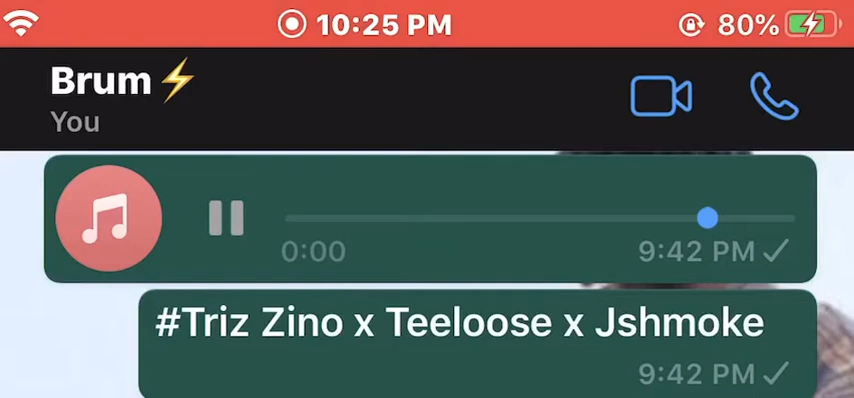 10:25 PM 80%
Brum⚡
You
0:00 9:42 PM
#Triz Zino x Teeloose x Jshmoke
9:42 PM